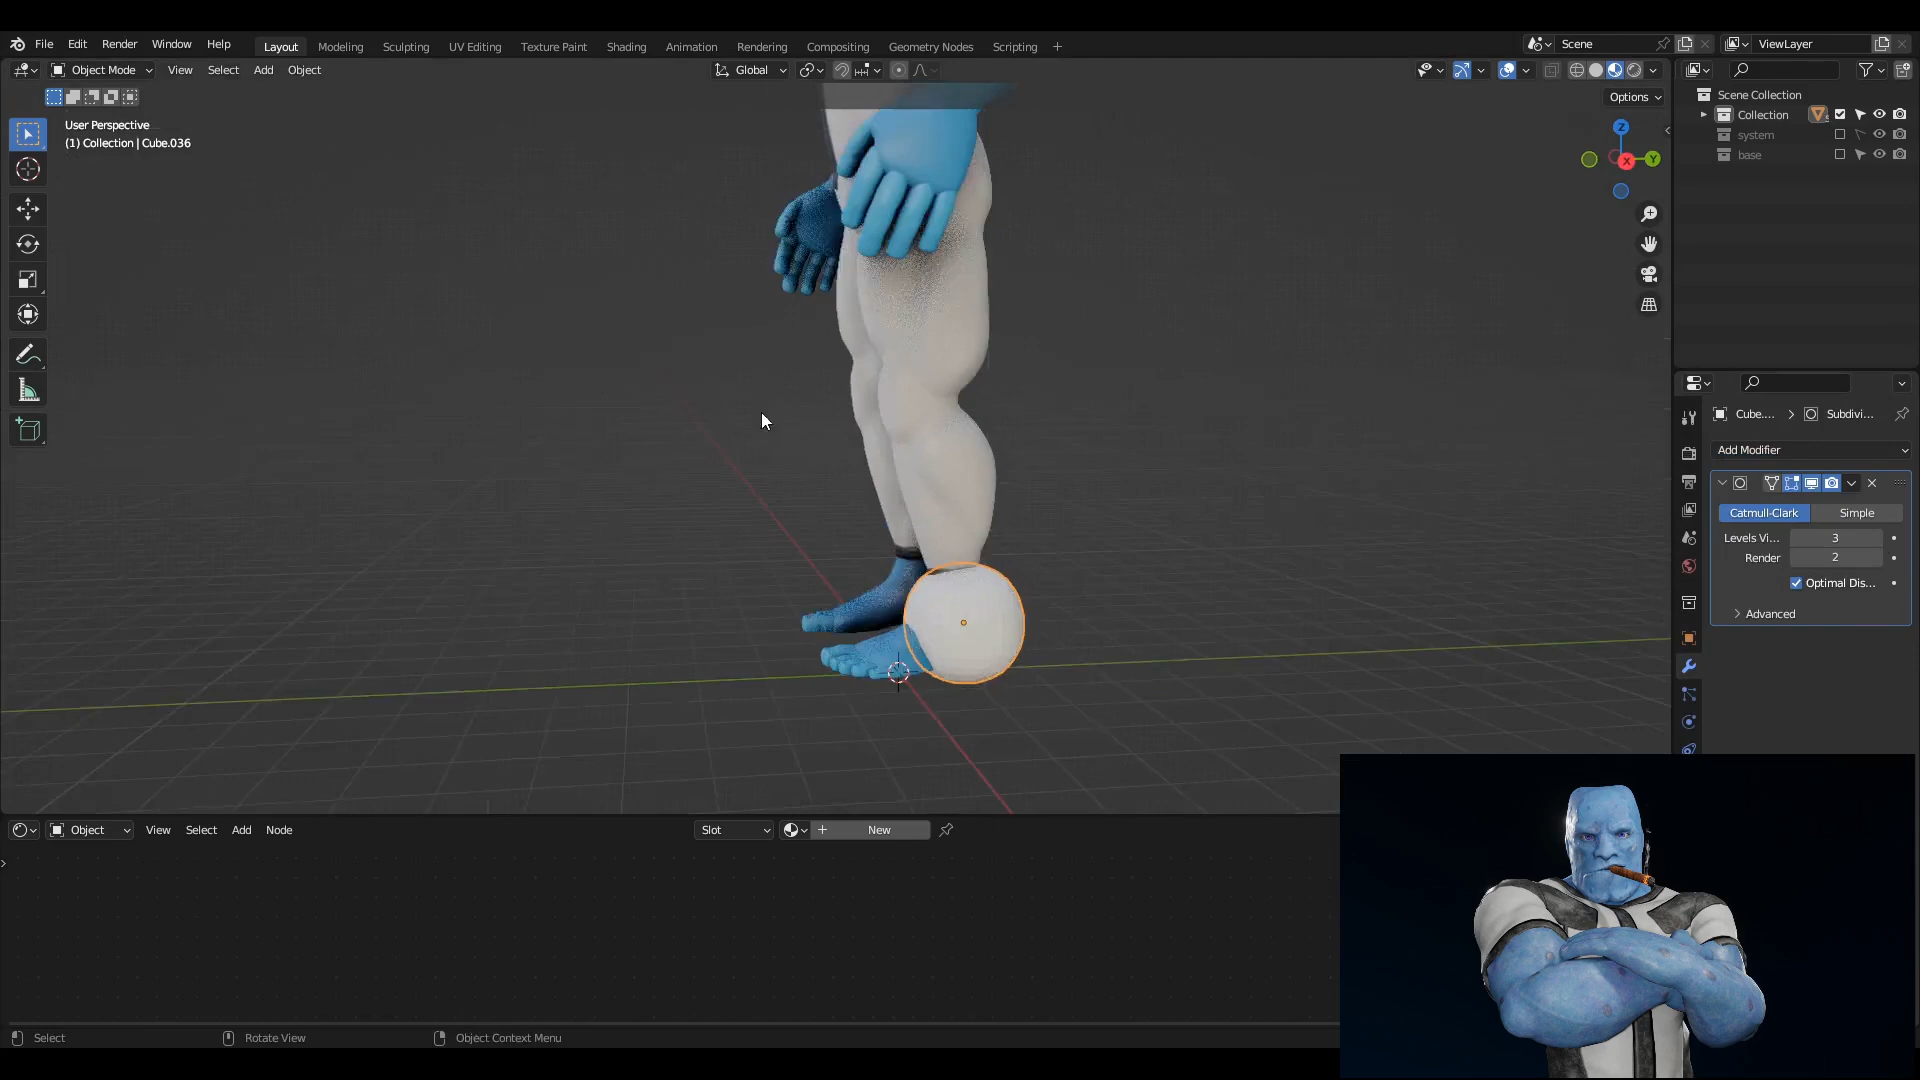 File Edit Render Window Help Layout Modeling Sculpting UV Editing Texture Paint Shading Animation Rendering Compositing Geometry Nodes Scripting + Scene ViewLayer
Object Mode View Select Add Object Global
Options
User Perspective
(1) Collection | Cube.036
Z
Y
X
Scene Collection
Collection
system
base
Cube.... > Subdivi...
Add Modifier
Catmull-Clark Simple
Levels Vi... 3
Render 2
Optimal Dis...
Advanced
Object View Select Add Node Slot New
Select Rotate View Object Context Menu